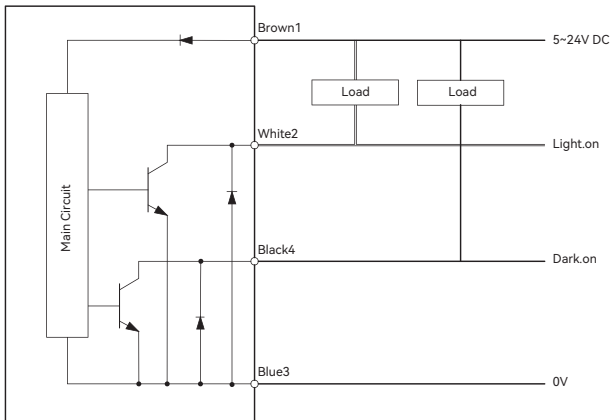 Brown1
5~24V DC
Load
Load
White2
Light.on
Main Circuit
Black4
Dark.on
Blue3
0V